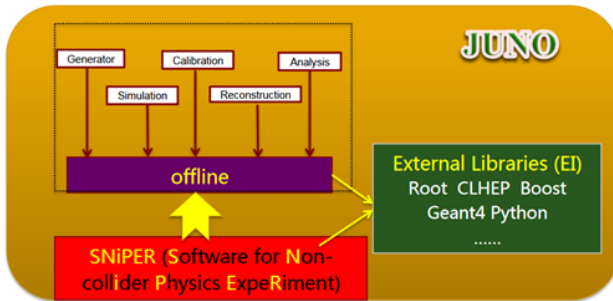 JUNO
Generator
Calibration
Analysis
Simulation
Reconstruction
offline
External Libraries (EI)
Root CLHEP Boost
Geant4 Python
......
SNiPER (Software for Non-
collider Physics ExpeRiment)